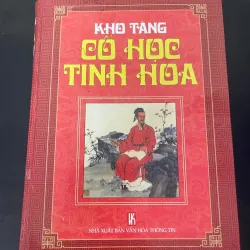 KHO TÀNG
CỔ HỌC
TINH HOA
NHÀ XUẤT BẢN VĂN HÓA THÔNG TIN